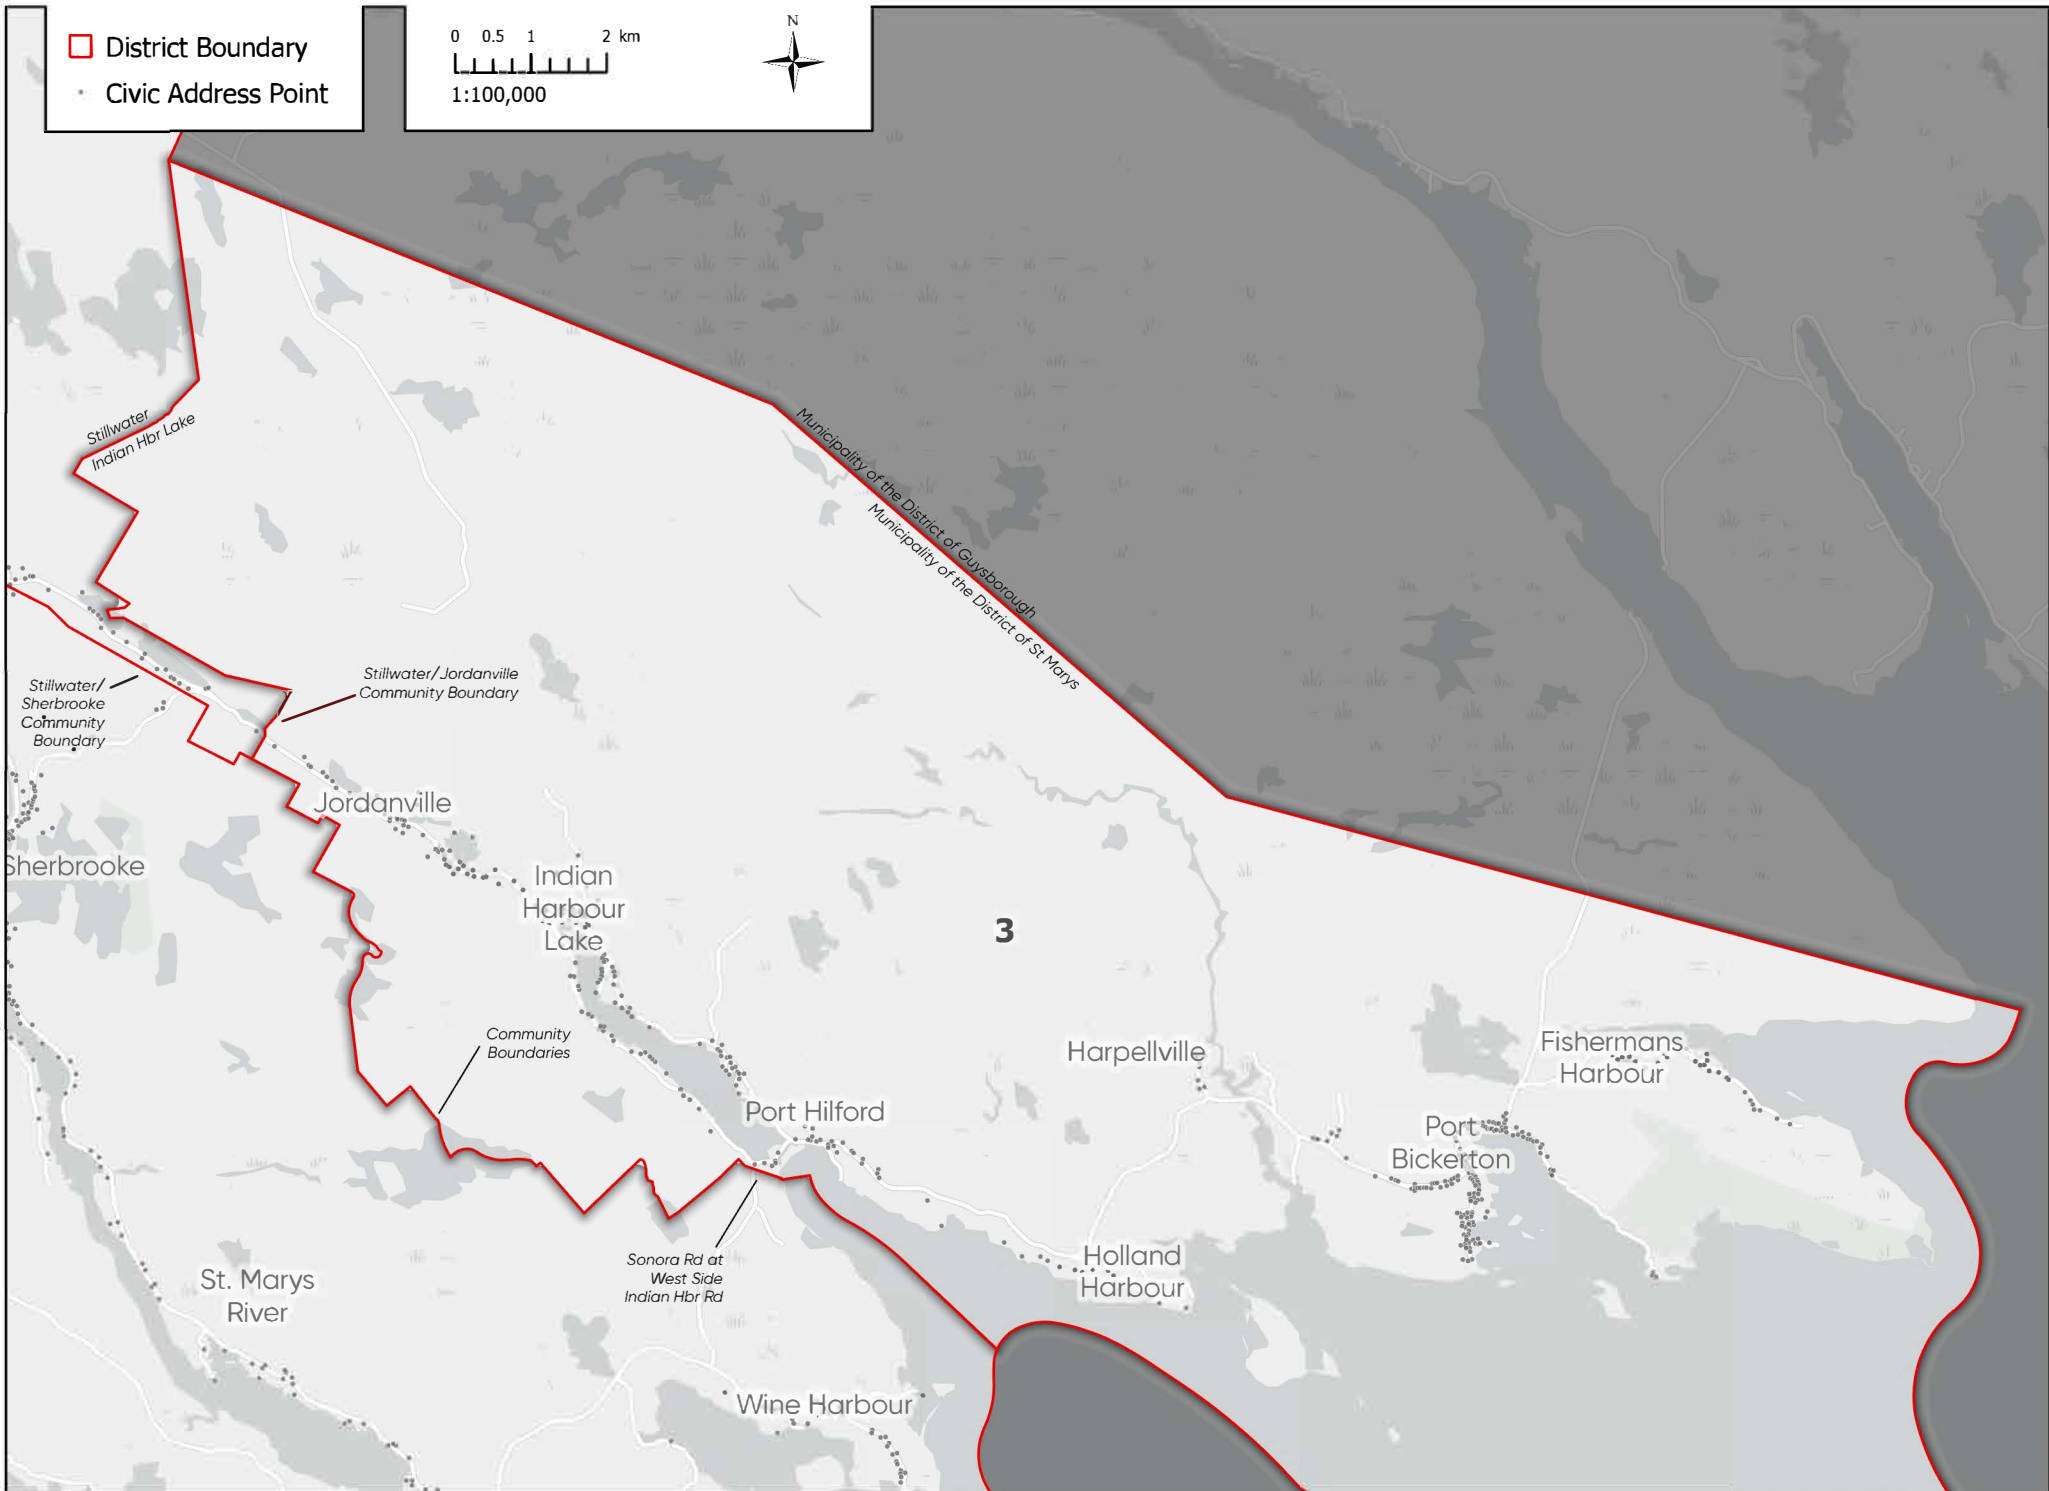 District Boundary
Civic Address Point
0 0.5 1 2 km
1:100,000
N
Stillwater
Indian Hbr Lake
Municipality of the District of Guysborough
Municipality of the District of St Marys
Stillwater/Jordanville
Community Boundary
Stillwater/
Sherbrooke
Community
Boundary
Jordanville
Sherbrooke
Indian
Harbour
Lake
3
Community
Boundaries
Harpellville
Fishermans
Harbour
Port Hilford
Port
Bickerton
Sonora Rd at
West Side
Indian Hbr Rd
Holland
Harbour
St. Marys
River
Wine Harbour